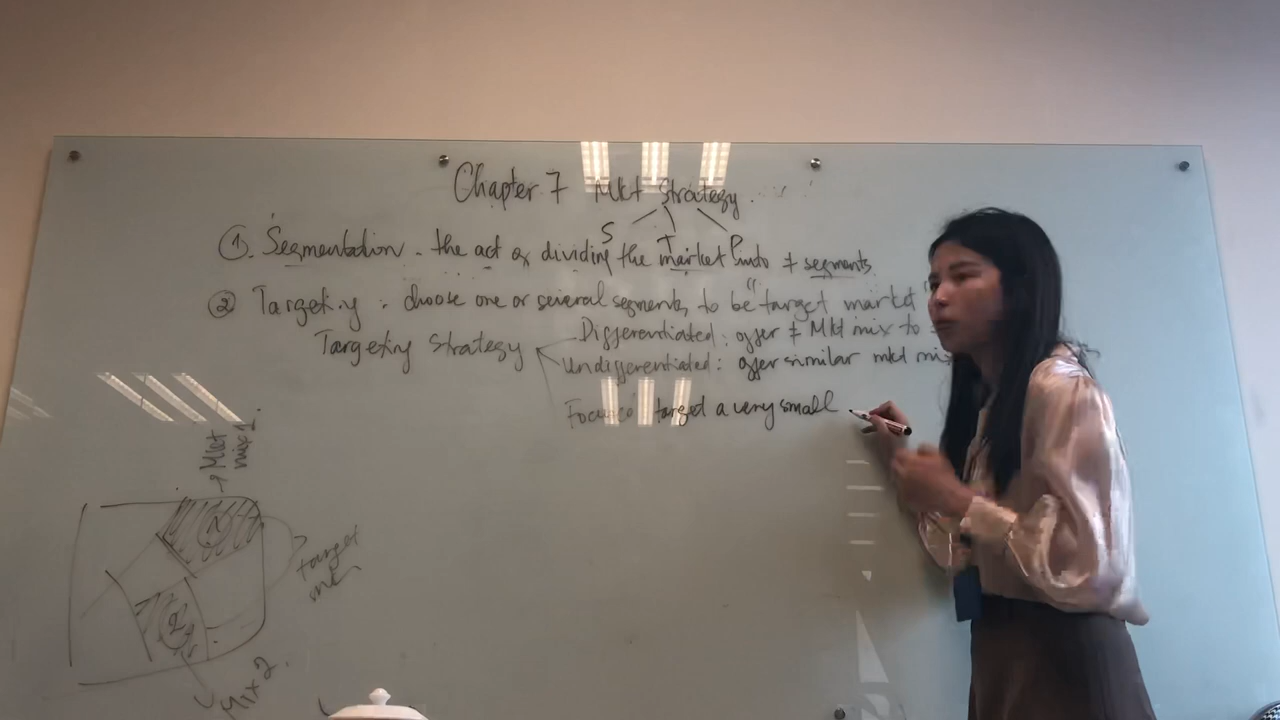 Chapter 7 Mkt Strategy
S T P
①. Segmentation - the act of dividing the market into ≠ segments
② Targeting : choose one or several segments to be "target market"
Targeting Strategy
Differentiated : offer ≠ Mkt mix to
Undifferentiated : offer similar mkt mix
Focused target a very small
Mkt
mix 1.
1
target
2
Mix 2.